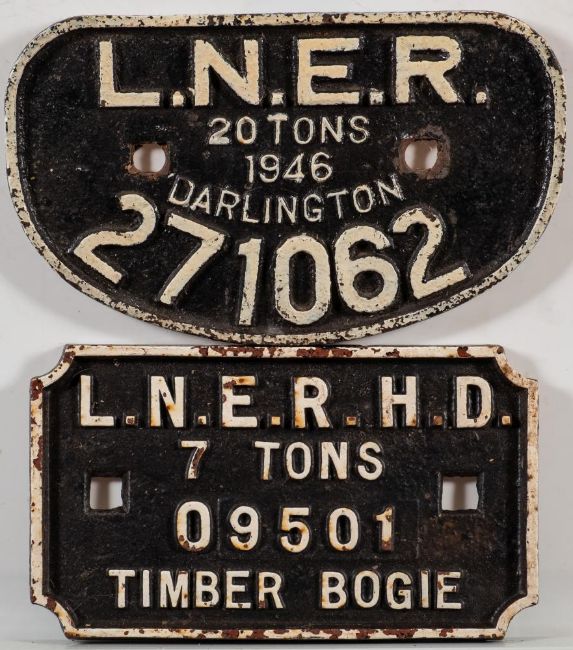 L.N.E.R.
20 TONS
1946
DARLINGTON
271062
L.N.E.R.H.D.
7 TONS
09501
TIMBER BOGIE